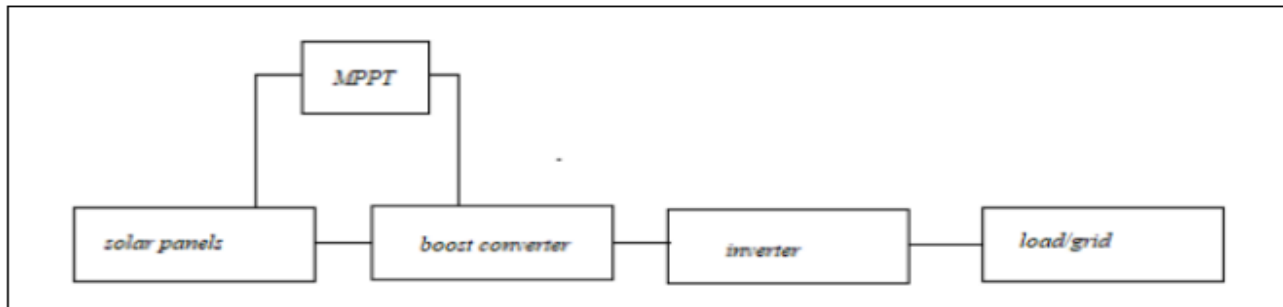 MPPT
solar panels
boost converter
inverter
load/grid